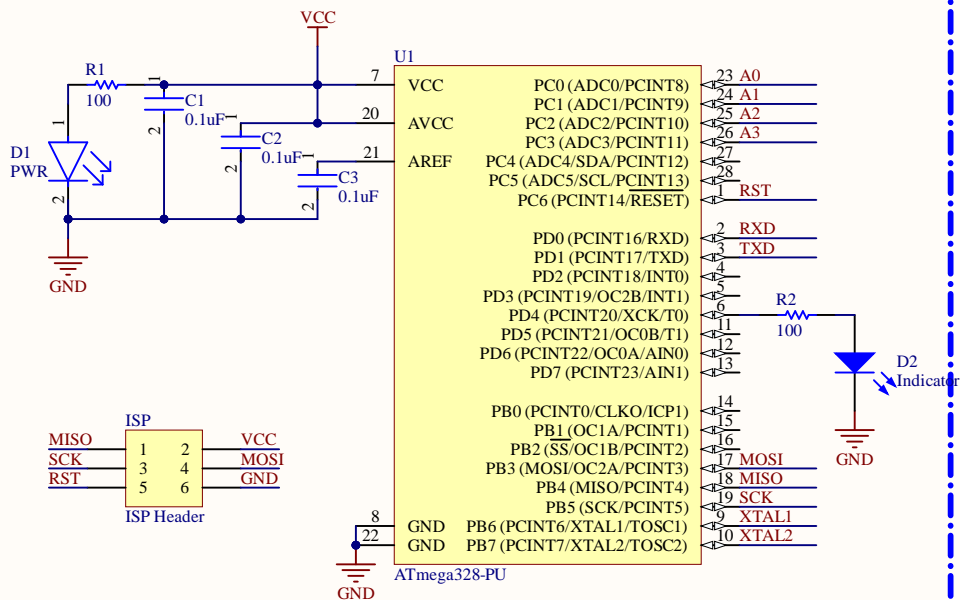 VCC
U1
R1
100
1
C1
0.1uF
2
1
C2
0.1uF
2
1
C3
0.1uF
2
1
D1
PWR
2
GND
7 VCC
20 AVCC
21 AREF
8 GND
22 GND
GND
PC0 (ADC0/PCINT8) 23 A0
PC1 (ADC1/PCINT9) 24 A1
PC2 (ADC2/PCINT10) 25 A2
PC3 (ADC3/PCINT11) 26 A3
PC4 (ADC4/SDA/PCINT12) 27
PC5 (ADC5/SCL/PCINT13) 28
PC6 (PCINT14/RESET) 1 RST
PD0 (PCINT16/RXD) 2 RXD
PD1 (PCINT17/TXD) 3 TXD
PD2 (PCINT18/INT0) 4
PD3 (PCINT19/OC2B/INT1) 5
PD4 (PCINT20/XCK/T0) 6
PD5 (PCINT21/OC0B/T1) 11
PD6 (PCINT22/OC0A/AIN0) 12
PD7 (PCINT23/AIN1) 13
PB0 (PCINT0/CLKO/ICP1) 14
PB1 (OC1A/PCINT1) 15
PB2 (SS/OC1B/PCINT2) 16
PB3 (MOSI/OC2A/PCINT3) 17 MOSI
PB4 (MISO/PCINT4) 18 MISO
PB5 (SCK/PCINT5) 19 SCK
PB6 (PCINT6/XTAL1/TOSC1) 9 XTAL1
PB7 (PCINT7/XTAL2/TOSC2) 10 XTAL2
ATmega328-PU
R2
100
D2
Indicator
GND
ISP
MISO 1 2 VCC
SCK 3 4 MOSI
RST 5 6 GND
ISP Header